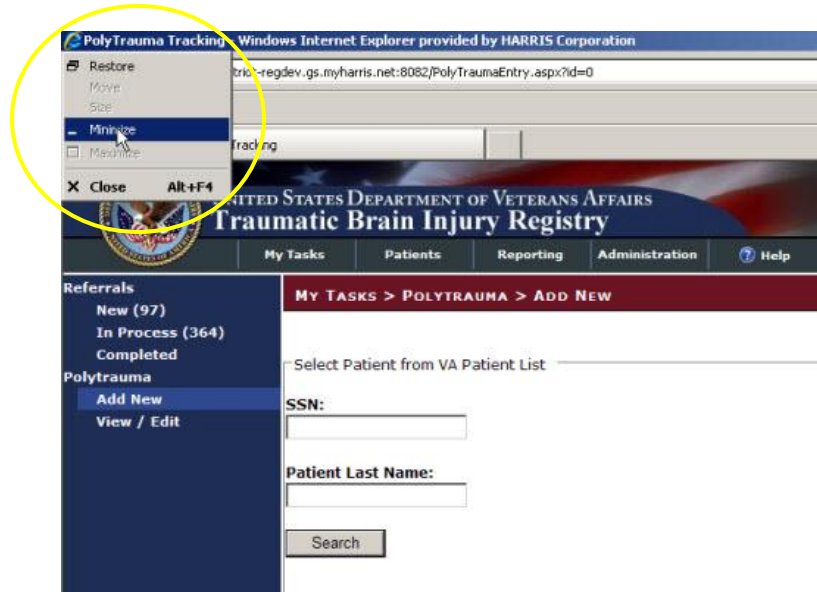 PolyTrauma Tracking - Windows Internet Explorer provided by HARRIS Corporation
Restore
trict-regdev.gs.myharris.net:8082/PolyTraumaEntry.aspx?id=0
Move
Size
Minimize
Tracking
Maximize
X Close Alt+F4
UNITED STATES DEPARTMENT OF VETERANS AFFAIRS
Traumatic Brain Injury Registry
My Tasks Patients Reporting Administration ? Help
Referrals
New (97)
In Process (364)
Completed
Polytrauma
Add New
View / Edit
MY TASKS > POLYTRAUMA > ADD NEW
Select Patient from VA Patient List
SSN:
Patient Last Name:
Search